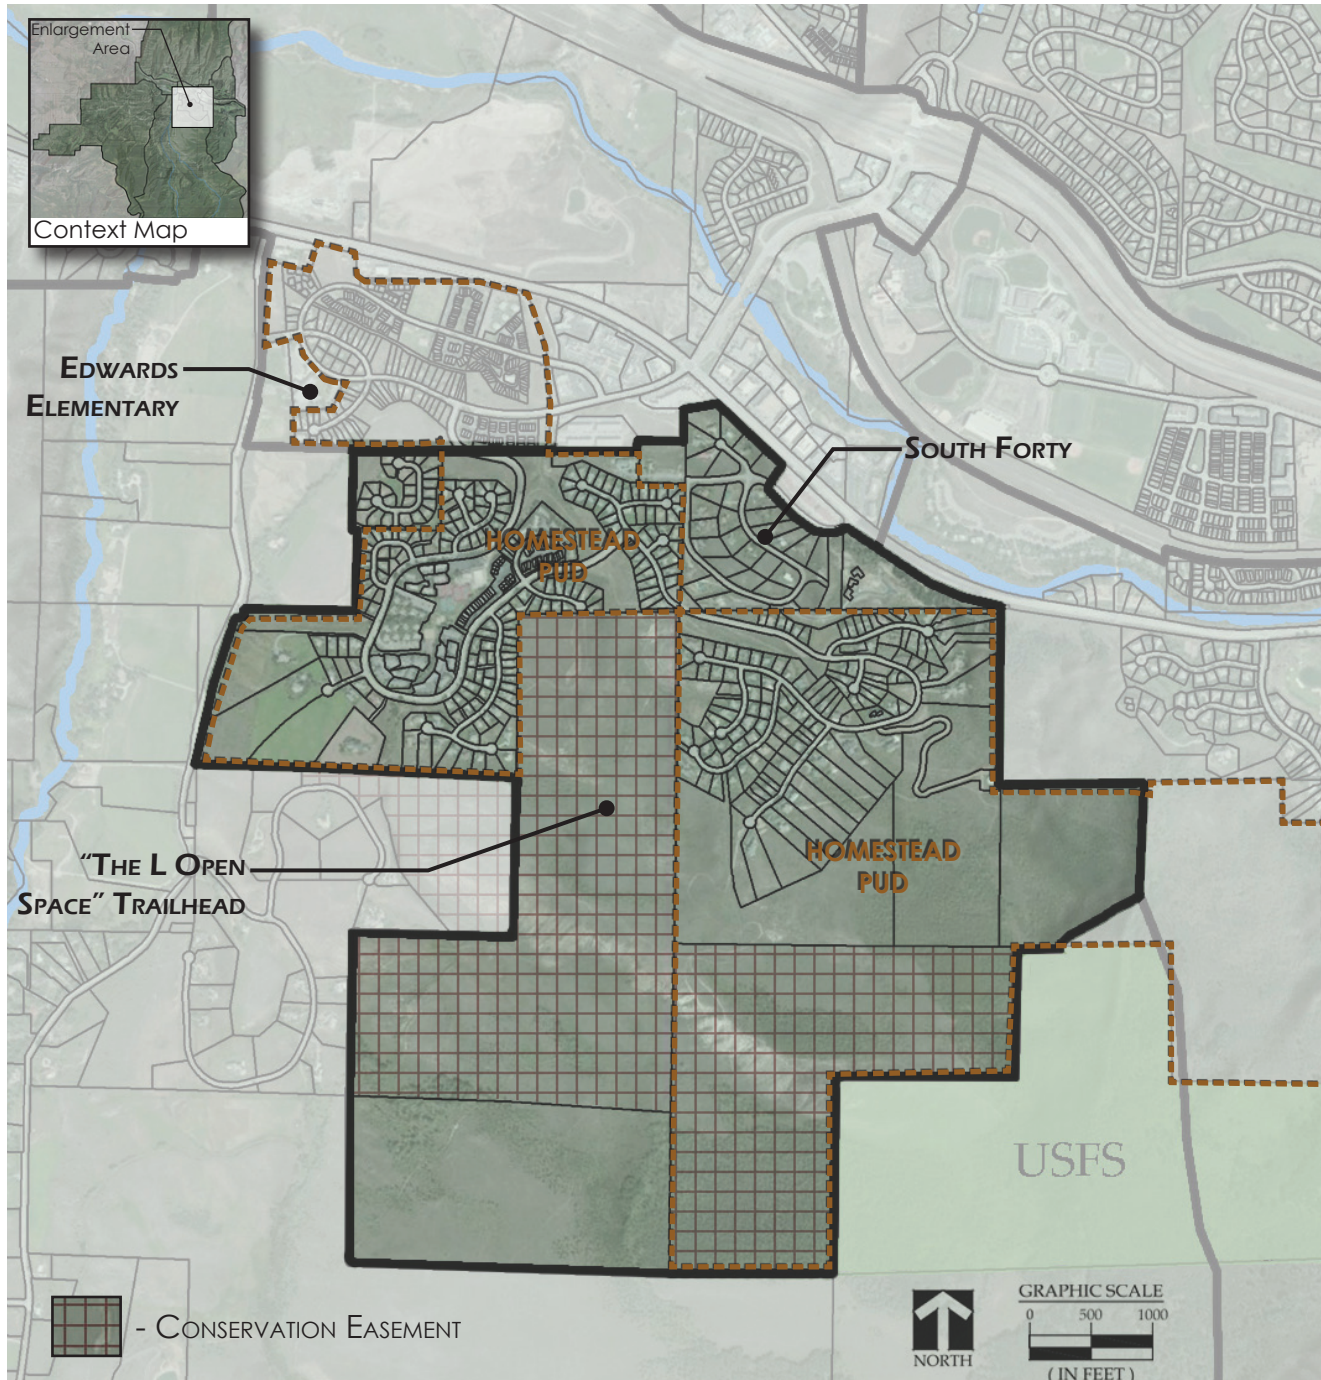 Enlargement
Area
Context Map
Edwards
Elementary
South Forty
Homestead
PUD
"The L Open
Space" Trailhead
Homestead
PUD
USFS
- Conservation Easement
NORTH
GRAPHIC SCALE
0 500 1000
( IN FEET )